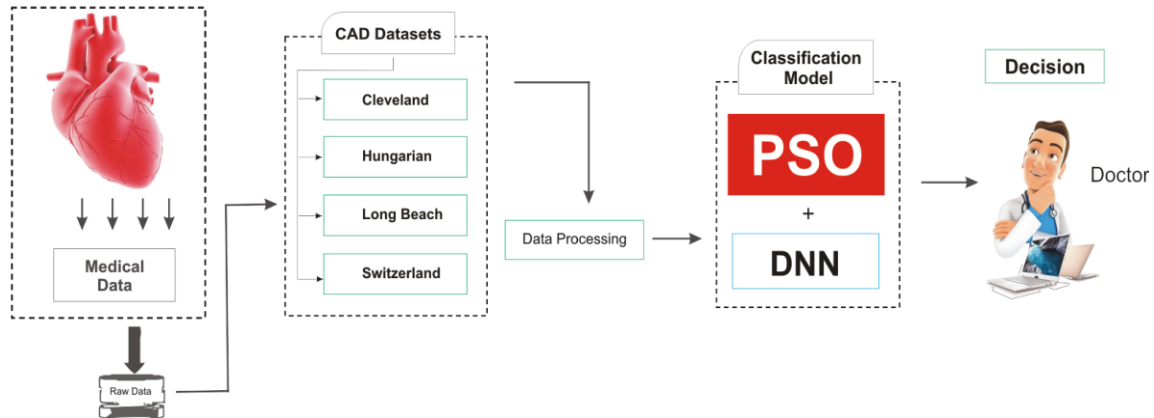 Medical
Data
Raw Data
CAD Datasets
Cleveland
Hungarian
Long Beach
Switzerland
Data Processing
Classification
Model
PSO
+
DNN
Decision
Doctor